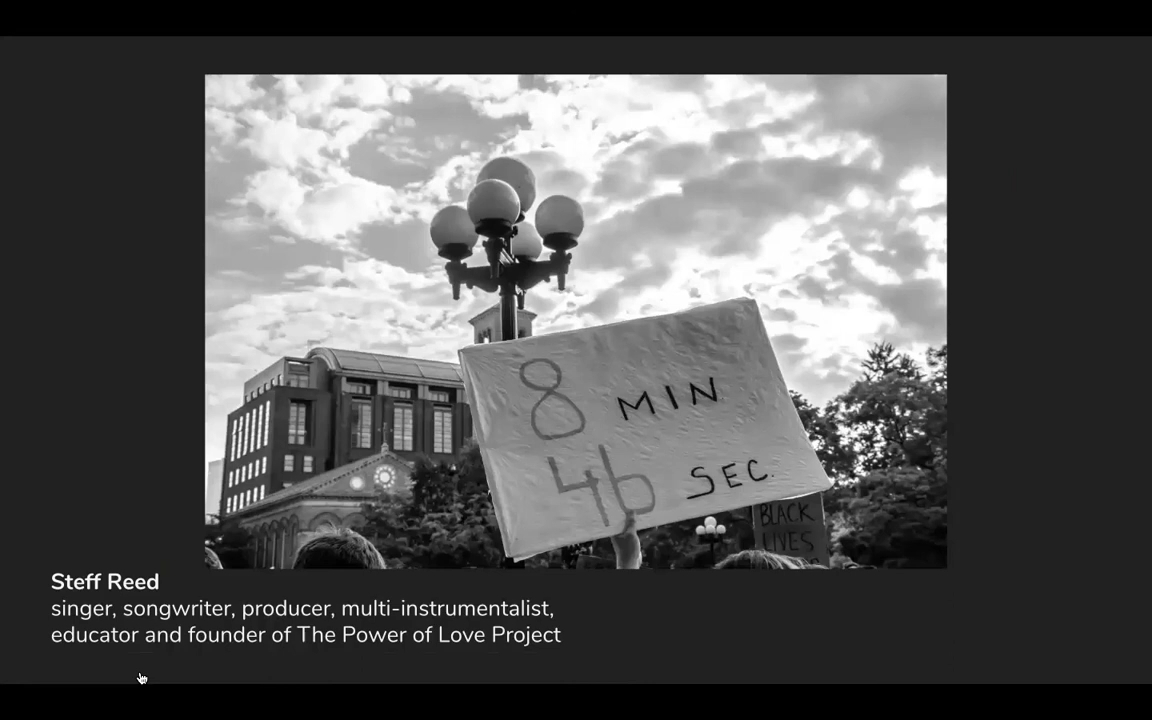 8 MIN
46 SEC.
BLACK
LIVES
Steff Reed
singer, songwriter, producer, multi-instrumentalist,
educator and founder of The Power of Love Project